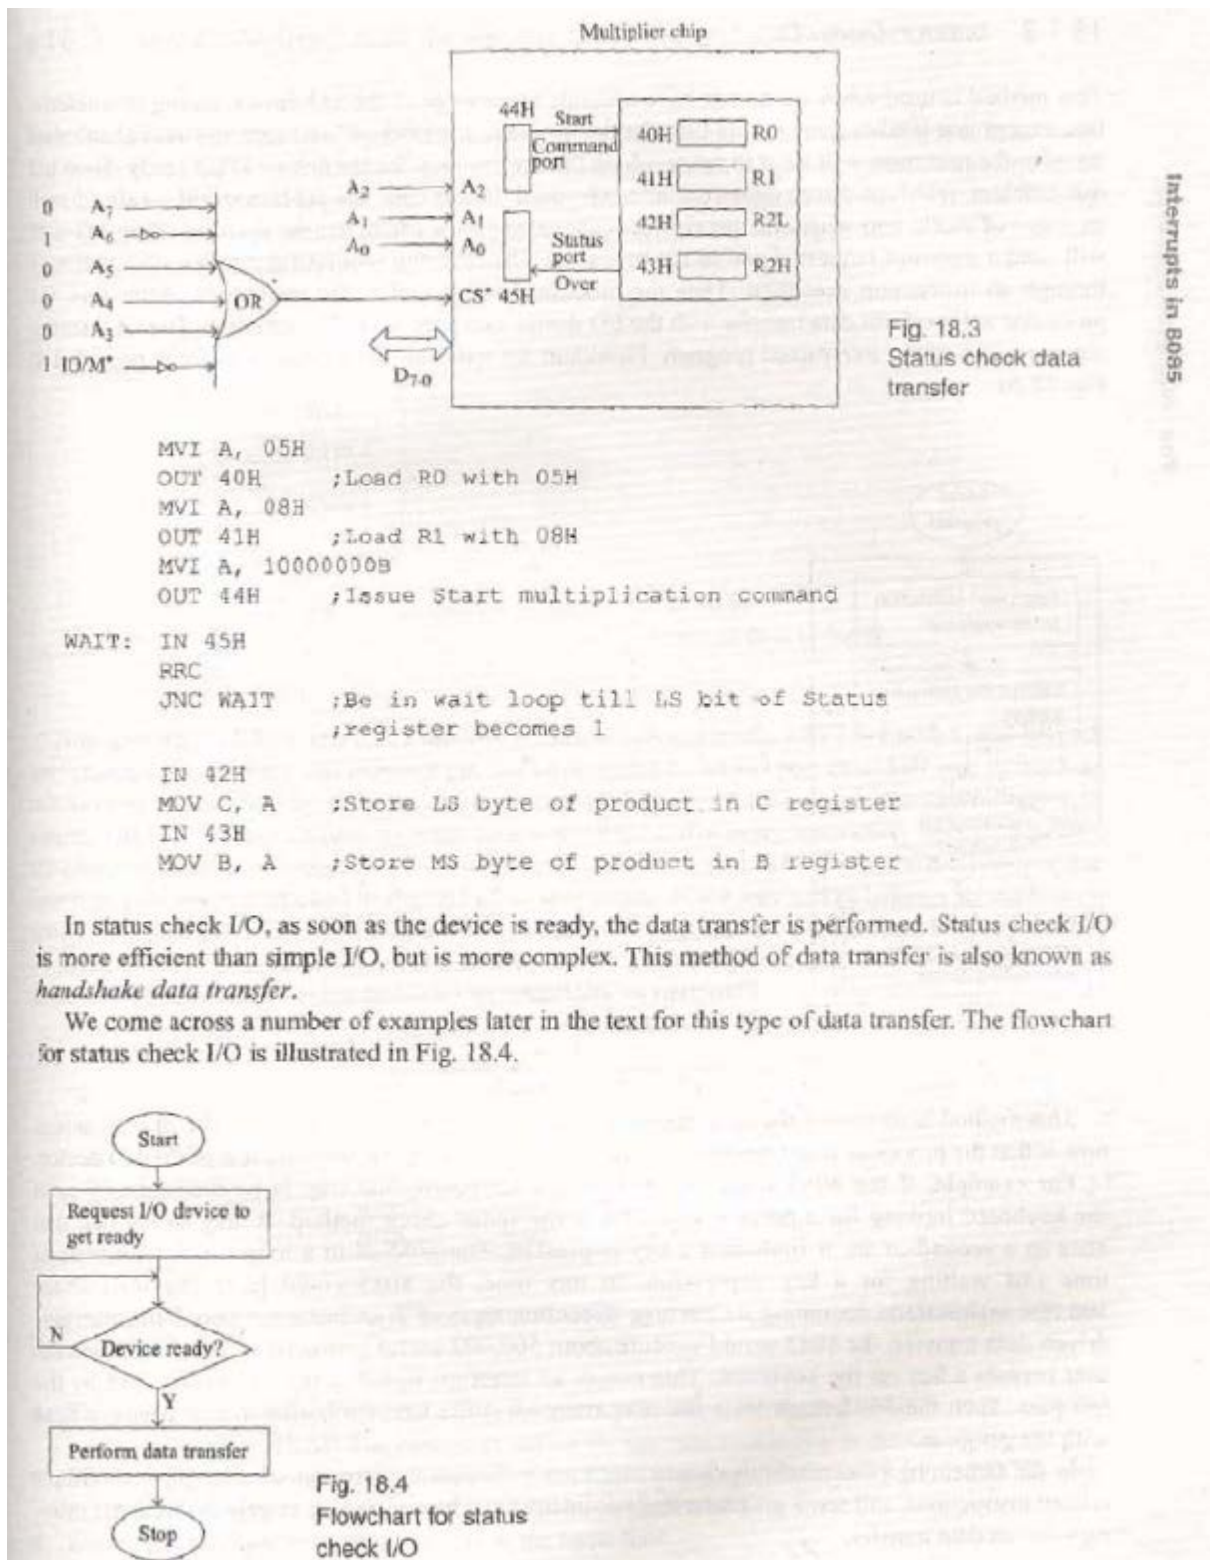 Multiplier chip
44H
Start
Command
port
40H
R0
41H
R1
42H
R2L
43H
R2H
Status
port
Over
A2
A2
A1
A1
A0
A0
CS* 45H
0 A7
1 A6
0 A5
0 A4
0 A3
1 IO/M*
OR
D7-0
Fig. 18.3
Status check data
transfer
Interrupts in 8085
MVI A, 05H
OUT 40H ;Load R0 with 05H
MVI A, 08H
OUT 41H ;Load R1 with 08H
MVI A, 10000000B
OUT 44H ;Issue Start multiplication command
WAIT: IN 45H
RRC
JNC WAIT ;Be in wait loop till LS bit of Status
;register becomes 1
IN 42H
MOV C, A ;Store LS byte of product in C register
IN 43H
MOV B, A ;Store MS byte of product in B register
In status check I/O, as soon as the device is ready, the data transfer is performed. Status check I/O
is more efficient than simple I/O, but is more complex. This method of data transfer is also known as
handshake data transfer.
We come across a number of examples later in the text for this type of data transfer. The flowchart
for status check I/O is illustrated in Fig. 18.4.
Start
Request I/O device to
get ready
N
Device ready?
Y
Perform data transfer
Stop
Fig. 18.4
Flowchart for status
check I/O